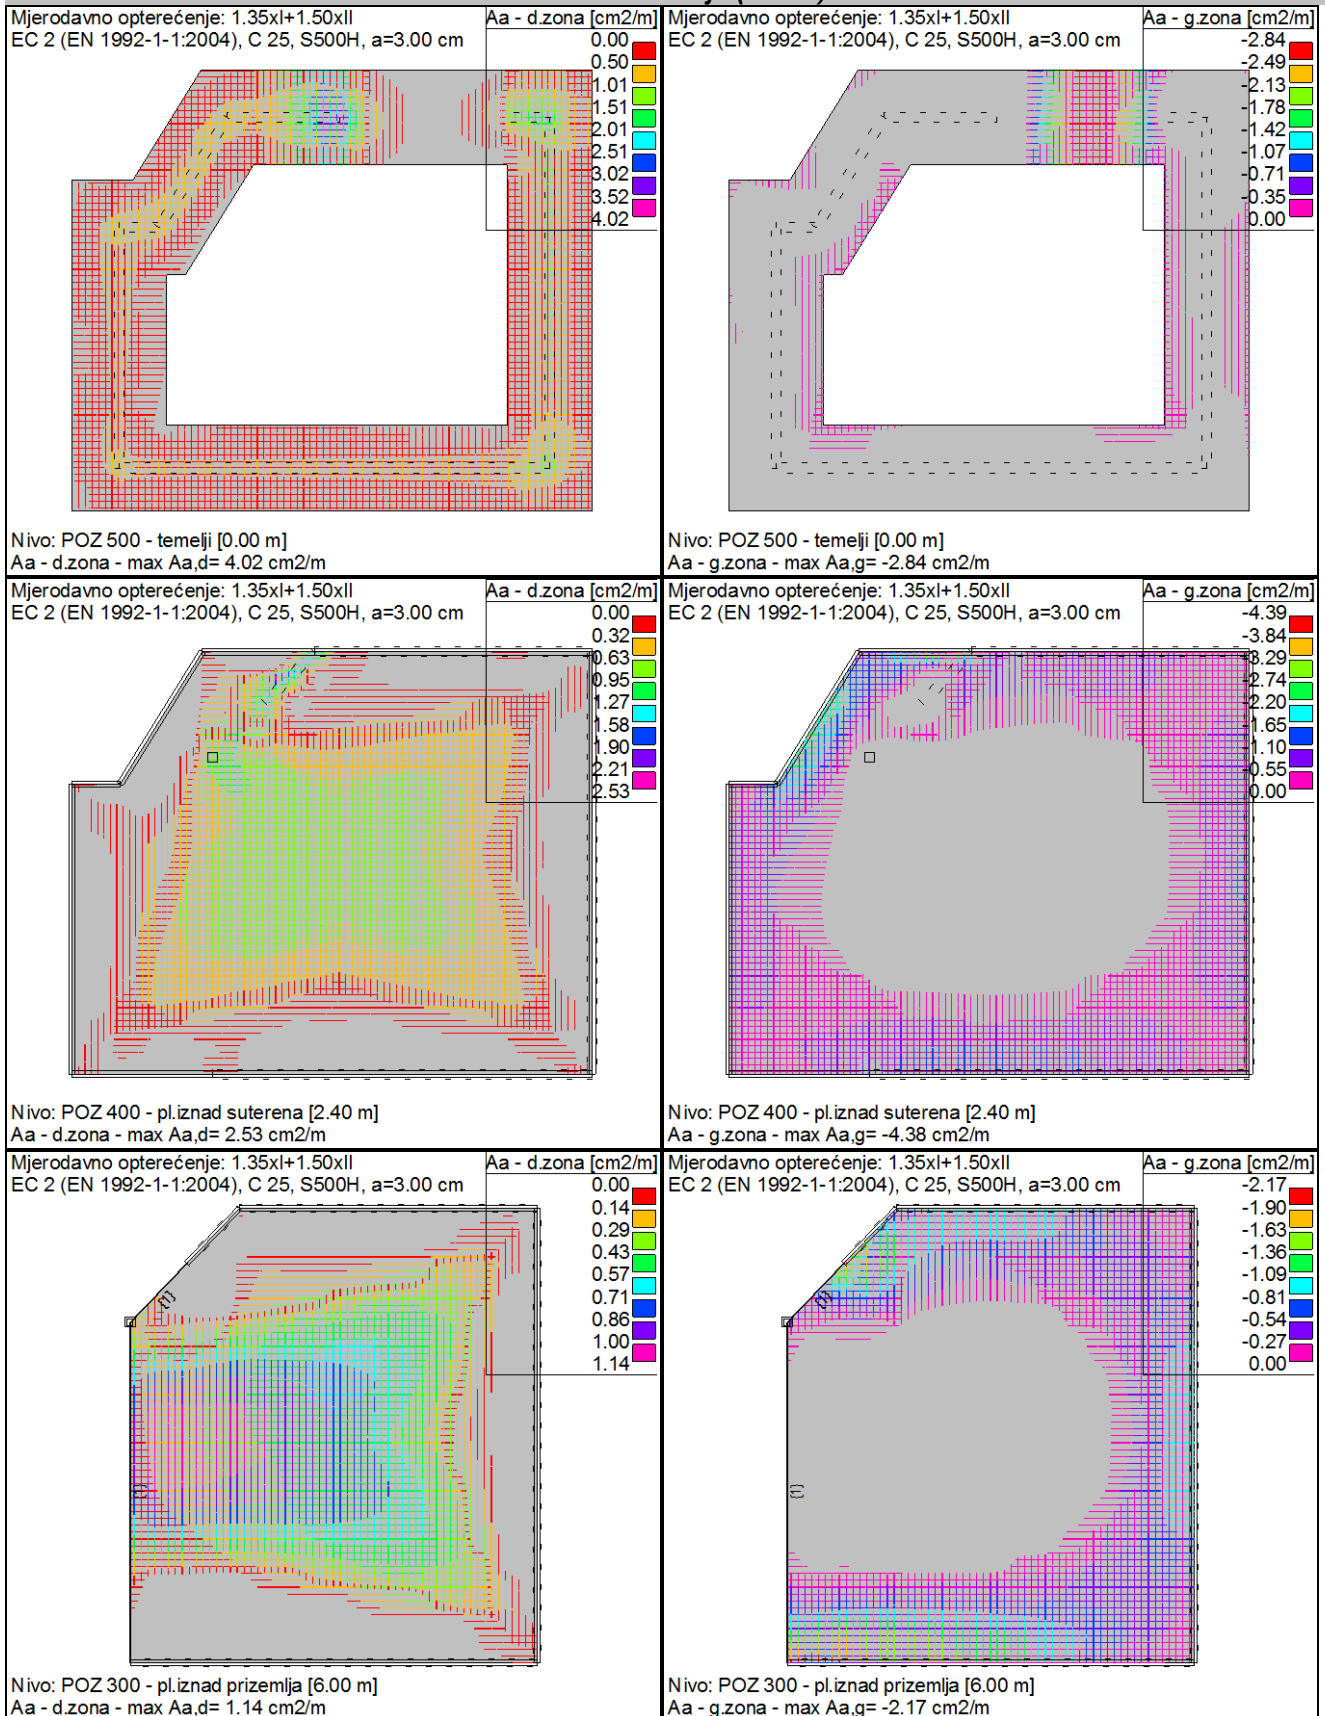 Mjerodavno opterećenje: 1.35xI+1.50xII
EC 2 (EN 1992-1-1:2004), C 25, S500H, a=3.00 cm
Aa - d.zona [cm2/m]
0.00
0.50
1.01
1.51
2.01
2.51
3.02
3.52
4.02
Nivo: POZ 500 - temelji [0.00 m]
Aa - d.zona - max Aa,d= 4.02 cm2/m
Mjerodavno opterećenje: 1.35xI+1.50xII
EC 2 (EN 1992-1-1:2004), C 25, S500H, a=3.00 cm
Aa - g.zona [cm2/m]
-2.84
-2.49
-2.13
-1.78
-1.42
-1.07
-0.71
-0.35
0.00
Nivo: POZ 500 - temelji [0.00 m]
Aa - g.zona - max Aa,g= -2.84 cm2/m
Mjerodavno opterećenje: 1.35xI+1.50xII
EC 2 (EN 1992-1-1:2004), C 25, S500H, a=3.00 cm
Aa - d.zona [cm2/m]
0.00
0.32
0.63
0.95
1.27
1.58
1.90
2.21
2.53
Nivo: POZ 400 - pl.iznad suterena [2.40 m]
Aa - d.zona - max Aa,d= 2.53 cm2/m
Mjerodavno opterećenje: 1.35xI+1.50xII
EC 2 (EN 1992-1-1:2004), C 25, S500H, a=3.00 cm
Aa - g.zona [cm2/m]
-4.39
-3.84
-3.29
-2.74
-2.20
-1.65
-1.10
-0.55
0.00
Nivo: POZ 400 - pl.iznad suterena [2.40 m]
Aa - g.zona - max Aa,g= -4.38 cm2/m
Mjerodavno opterećenje: 1.35xI+1.50xII
EC 2 (EN 1992-1-1:2004), C 25, S500H, a=3.00 cm
Aa - d.zona [cm2/m]
0.00
0.14
0.29
0.43
0.57
0.71
0.86
1.00
1.14
(1)
(1)
Nivo: POZ 300 - pl.iznad prizemlja [6.00 m]
Aa - d.zona - max Aa,d= 1.14 cm2/m
Mjerodavno opterećenje: 1.35xI+1.50xII
EC 2 (EN 1992-1-1:2004), C 25, S500H, a=3.00 cm
Aa - g.zona [cm2/m]
-2.17
-1.90
-1.63
-1.36
-1.09
-0.81
-0.54
-0.27
0.00
(1)
(1)
Nivo: POZ 300 - pl.iznad prizemlja [6.00 m]
Aa - g.zona - max Aa,g= -2.17 cm2/m